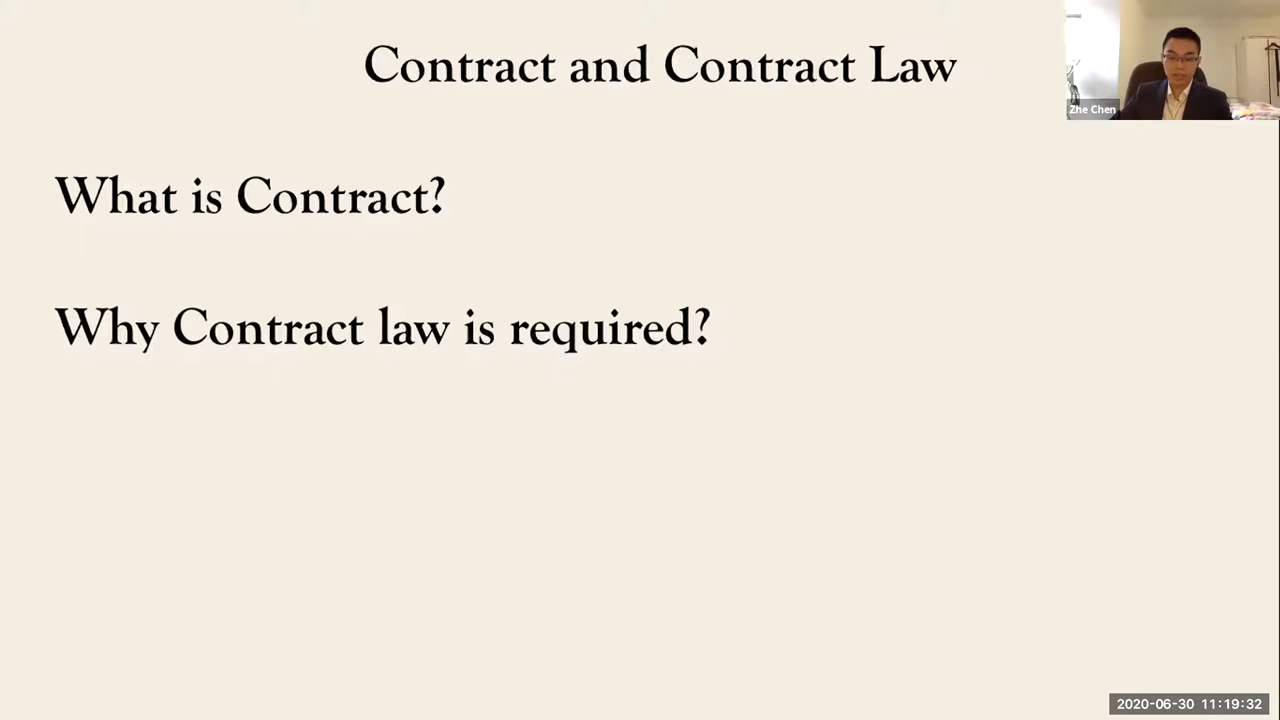 Contract and Contract Law
Zhe Chen
What is Contract?
Why Contract law is required?
2020-06-30 11:19:32